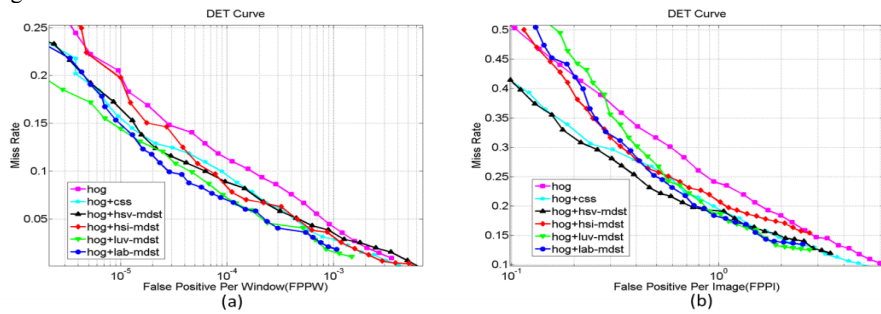 DET Curve
0.25
0.2
0.15
0.1
0.05
Miss Rate
hog
hog+css
hog+hsv-mdst
hog+hsi-mdst
hog+luv-mdst
hog+lab-mdst
10-5
10-4
10-3
False Positive Per Window(FPPW)
(a)
DET Curve
0.5
0.45
0.4
0.35
0.3
0.25
0.2
0.15
0.1
Miss Rate
hog
hog+css
hog+hsv-mdst
hog+hsi-mdst
hog+luv-mdst
hog+lab-mdst
10-1
100
False Positive Per Image(FPPI)
(b)